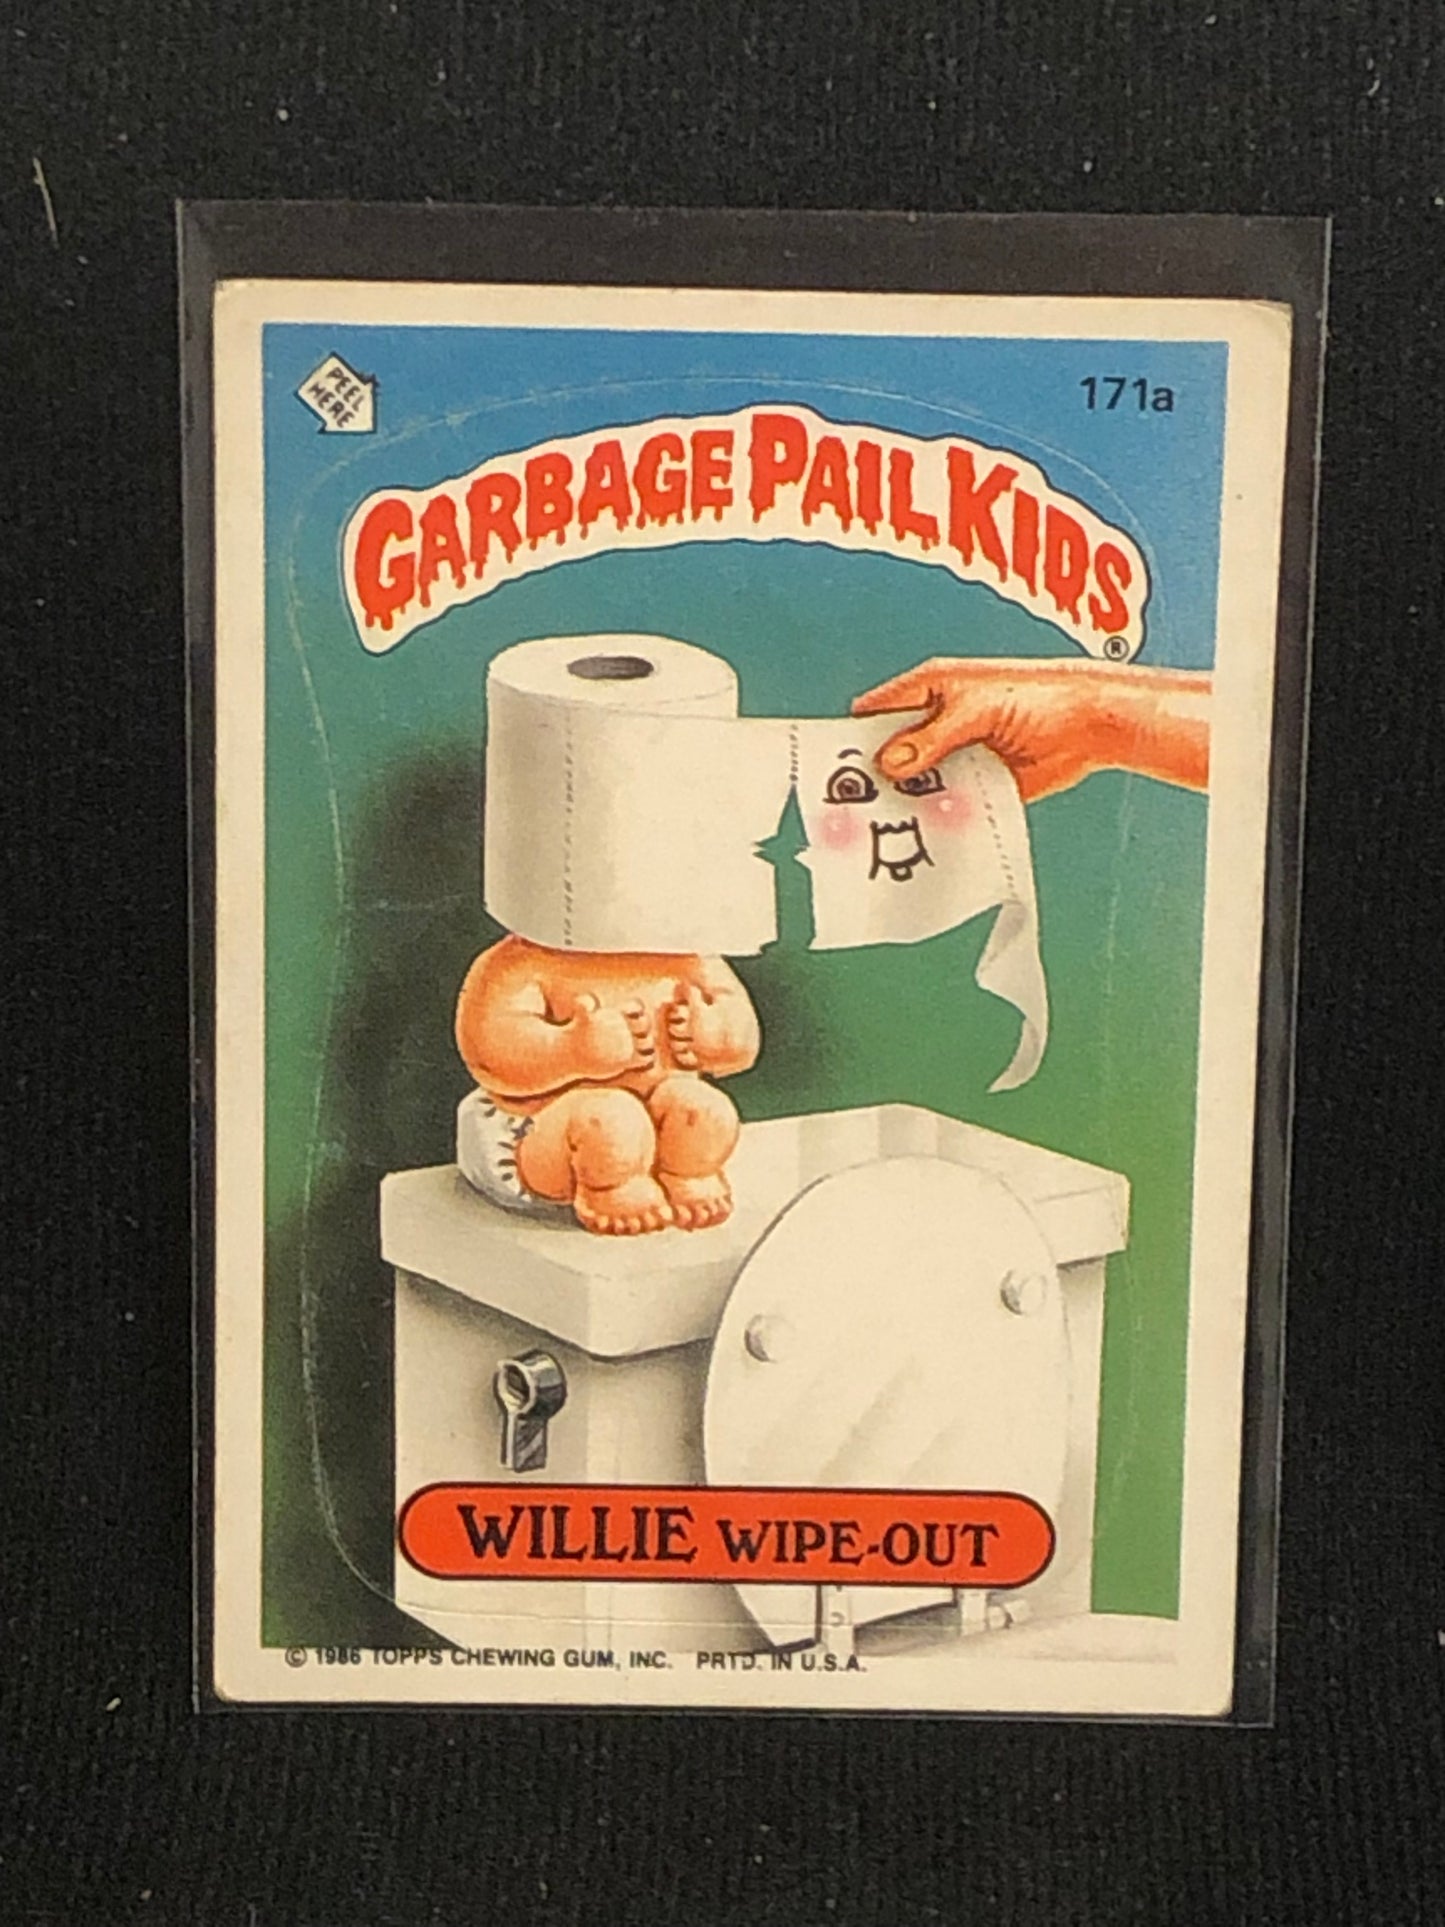 PEEL
HERE
171a
GARBAGE PAIL KIDS
®
WILLIE WIPE-OUT
© 1986 TOPPS CHEWING GUM, INC. PRTD. IN U.S.A.